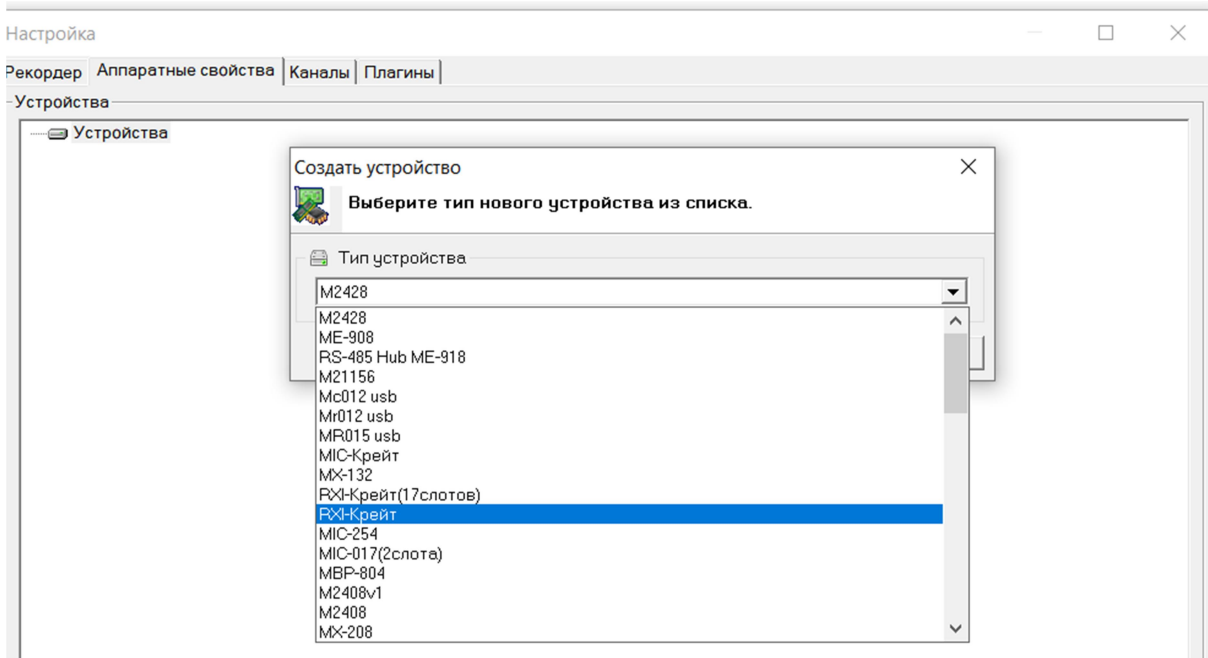 Настройка
Рекордер Аппаратные свойства Каналы Плагины
Устройства
Устройства
Создать устройство
Выберите тип нового устройства из списка.
Тип устройства
M2428
M2428
ME-908
RS-485 Hub ME-918
M21156
Mc012 usb
Mr012 usb
MR015 usb
MIC-Крейт
MX-132
RXI-Крейт(17слотов)
RXI-Крейт
MIC-254
MIC-017(2слота)
MBP-804
M2408v1
M2408
MX-208